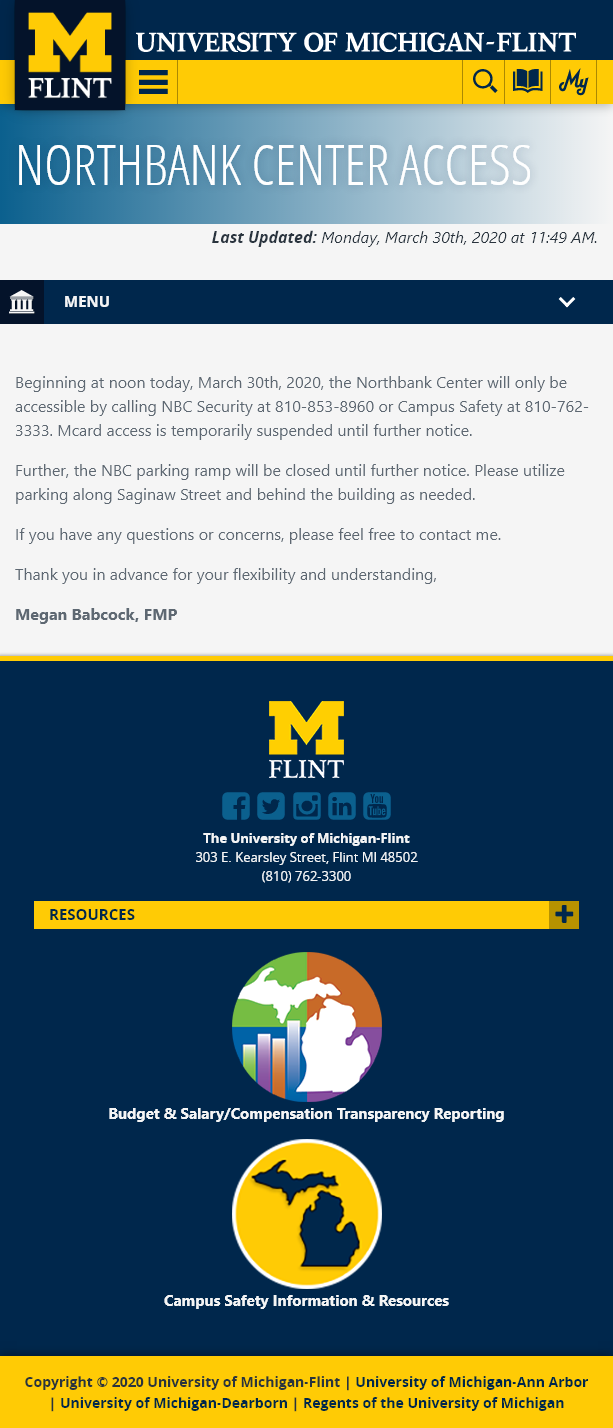 M
FLINT
UNIVERSITY OF MICHIGAN-FLINT
My
NORTHBANK CENTER ACCESS
Last Updated: Monday, March 30th, 2020 at 11:49 AM.
MENU
Beginning at noon today, March 30th, 2020, the Northbank Center will only be
accessible by calling NBC Security at 810-853-8960 or Campus Safety at 810-762-
3333. Mcard access is temporarily suspended until further notice.
Further, the NBC parking ramp will be closed until further notice. Please utilize
parking along Saginaw Street and behind the building as needed.
If you have any questions or concerns, please feel free to contact me.
Thank you in advance for your flexibility and understanding,
Megan Babcock, FMP
M
FLINT
You
Tube
The University of Michigan-Flint
303 E. Kearsley Street, Flint MI 48502
(810) 762-3300
RESOURCES
Budget & Salary/Compensation Transparency Reporting
Campus Safety Information & Resources
Copyright © 2020 University of Michigan-Flint | University of Michigan-Ann Arbor
| University of Michigan-Dearborn | Regents of the University of Michigan